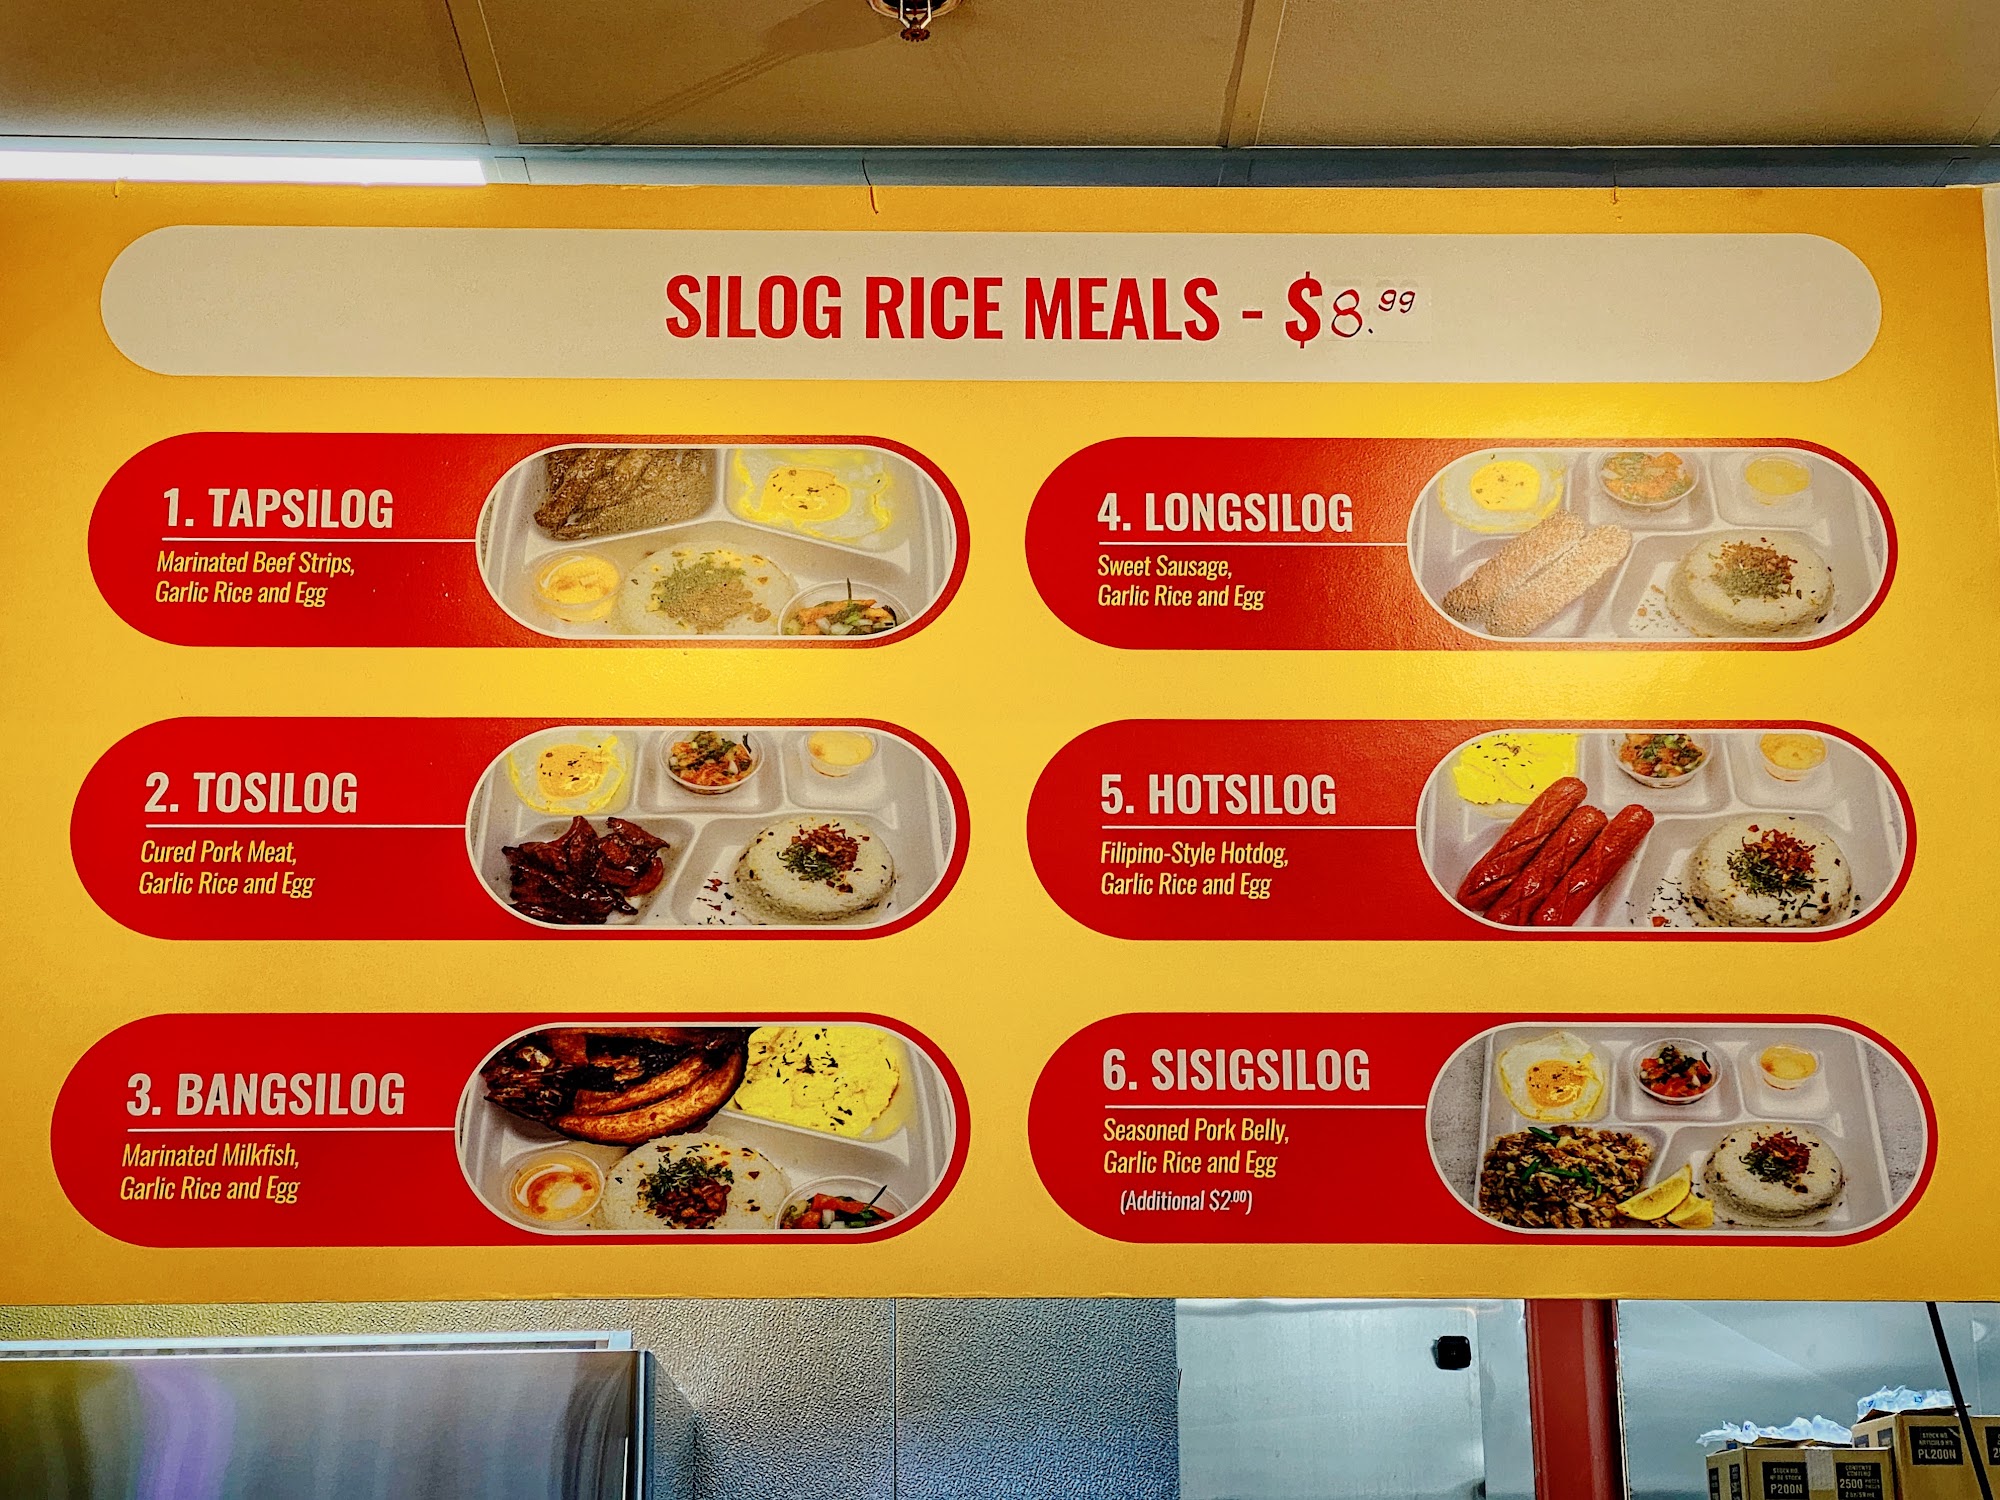 SILOG RICE MEALS - $8.99
1. TAPSILOG
Marinated Beef Strips,
Garlic Rice and Egg
2. TOSILOG
Cured Pork Meat,
Garlic Rice and Egg
3. BANGSILOG
Marinated Milkfish,
Garlic Rice and Egg
4. LONGSILOG
Sweet Sausage,
Garlic Rice and Egg
5. HOTSILOG
Filipino-Style Hotdog,
Garlic Rice and Egg
6. SISIGSILOG
Seasoned Pork Belly,
Garlic Rice and Egg
(Additional $2.00)
PL200N
P200N
2500